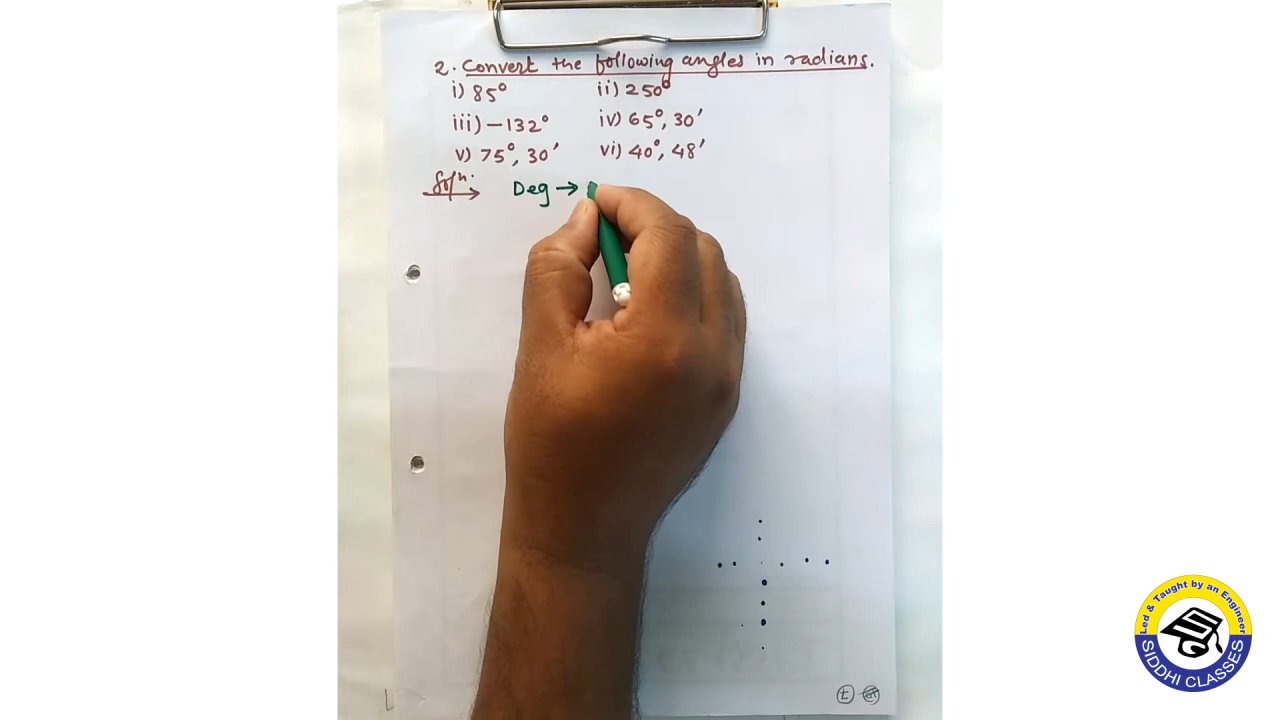 2. Convert the following angles in radians.
i) 85° ii) 250°
iii) -132° iv) 65°, 30'
v) 75°, 30' vi) 40°, 48'
Sol/n.
Deg →
Led & Taught by an Engineer
SIDDHI CLASSES